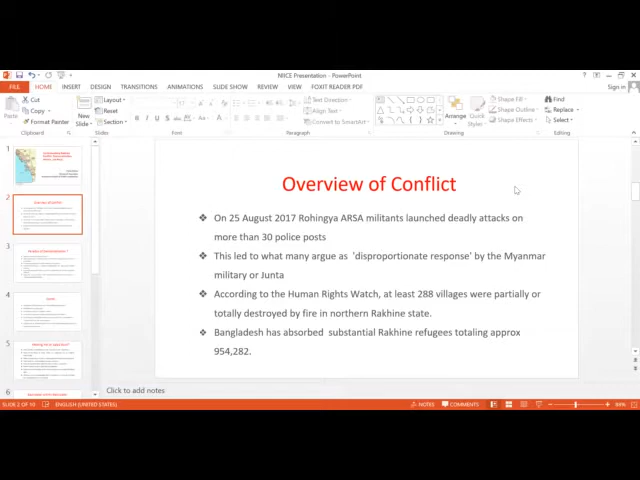 NIICE Presentation - PowerPoint
FILE
HOME
INSERT
DESIGN
TRANSITIONS
ANIMATIONS
SLIDE SHOW
REVIEW
VIEW
FOXIT READER PDF
Sign in
Paste
Cut
Copy
Format Painter
Clipboard
New
Slide
Layout
Reset
Section
Slides
Font
Paragraph
Text Direction
Align Text
Convert to SmartArt
Arrange
Quick
Styles
Shape Fill
Shape Outline
Shape Effects
Drawing
Find
Replace
Select
Editing
1
2
3
4
5
6
Overview of Conflict
❖ On 25 August 2017 Rohingya ARSA militants launched deadly attacks on
more than 30 police posts
❖ This led to what many argue as 'disproportionate response' by the Myanmar
military or Junta
❖ According to the Human Rights Watch, at least 288 villages were partially or
totally destroyed by fire in northern Rakhine state.
❖ Bangladesh has absorbed substantial Rakhine refugees totaling approx
954,282.
Click to add notes
SLIDE 2 OF 10
ENGLISH (UNITED STATES)
NOTES
COMMENTS